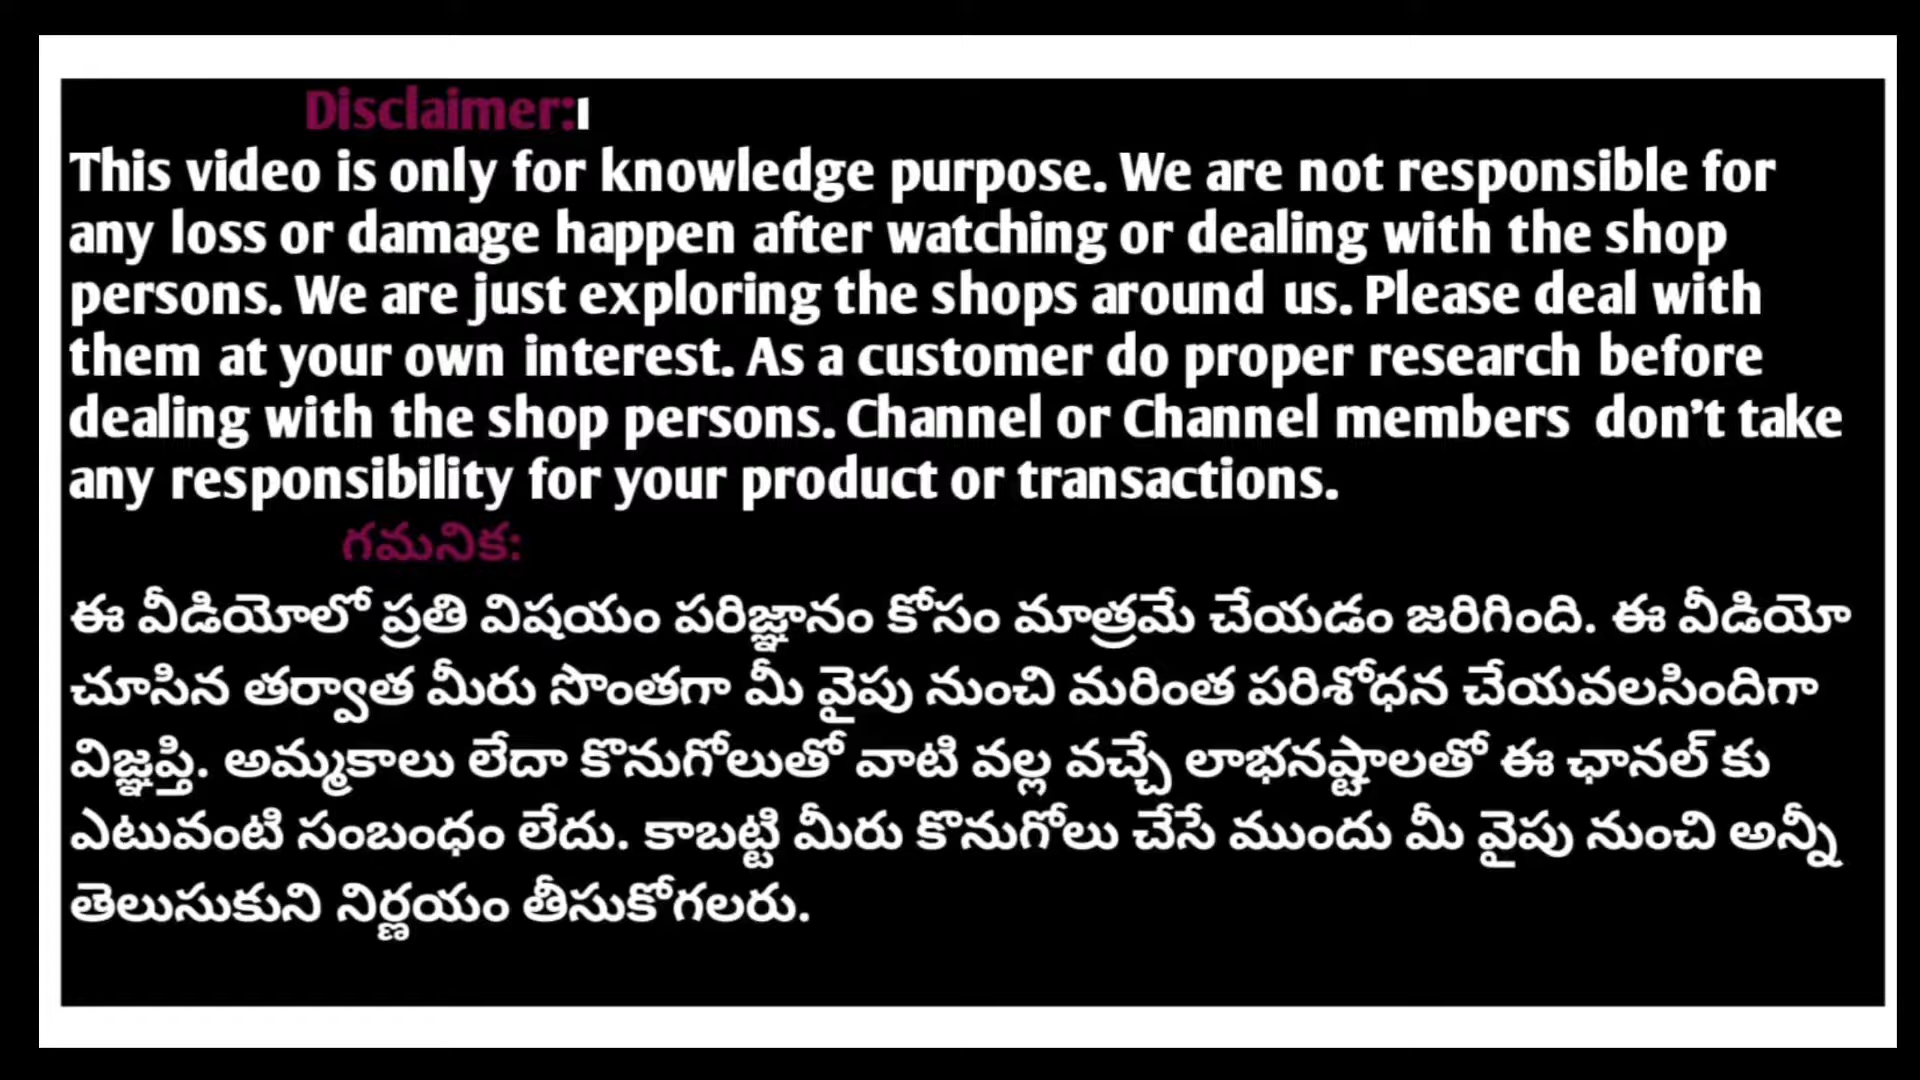 Disclaimer:
This video is only for knowledge purpose. We are not responsible for
any loss or damage happen after watching or dealing with the shop
persons. We are just exploring the shops around us. Please deal with
them at your own interest. As a customer do proper research before
dealing with the shop persons. Channel or Channel members don't take
any responsibility for your product or transactions.
గమనిక:
ఈ వీడియోలో ప్రతి విషయం పరిజ్ఞానం కోసం మాత్రమే చేయడం జరిగింది. ఈ వీడియో
చూసిన తర్వాత మీరు సొంతగా మీ వైపు నుంచి మరింత పరిశోధన చేయవలసిందిగా
విజ్ఞప్తి. అమ్మకాలు లేదా కొనుగోలుతో వాటి వల్ల వచ్చే లాభనష్టాలతో ఈ ఛానల్ కు
ఎటువంటి సంబంధం లేదు. కాబట్టి మీరు కొనుగోలు చేసే ముందు మీ వైపు నుంచి అన్నీ
తెలుసుకుని నిర్ణయం తీసుకోగలరు.